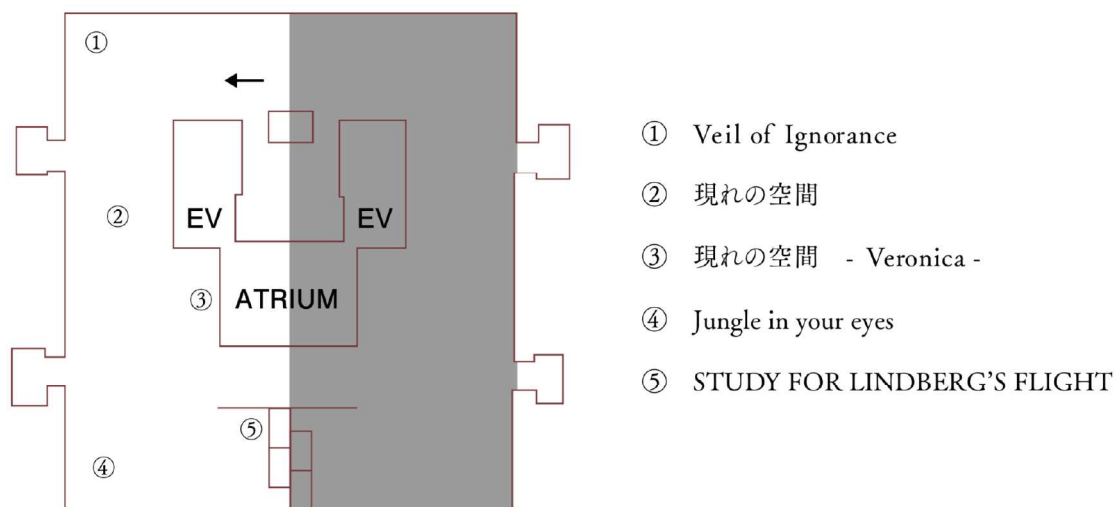 ①
②
EV
EV
③
ATRIUM
⑤
④
① Veil of Ignorance
② 現れの空間
③ 現れの空間 - Veronica -
④ Jungle in your eyes
⑤ STUDY FOR LINDBERG’S FLIGHT